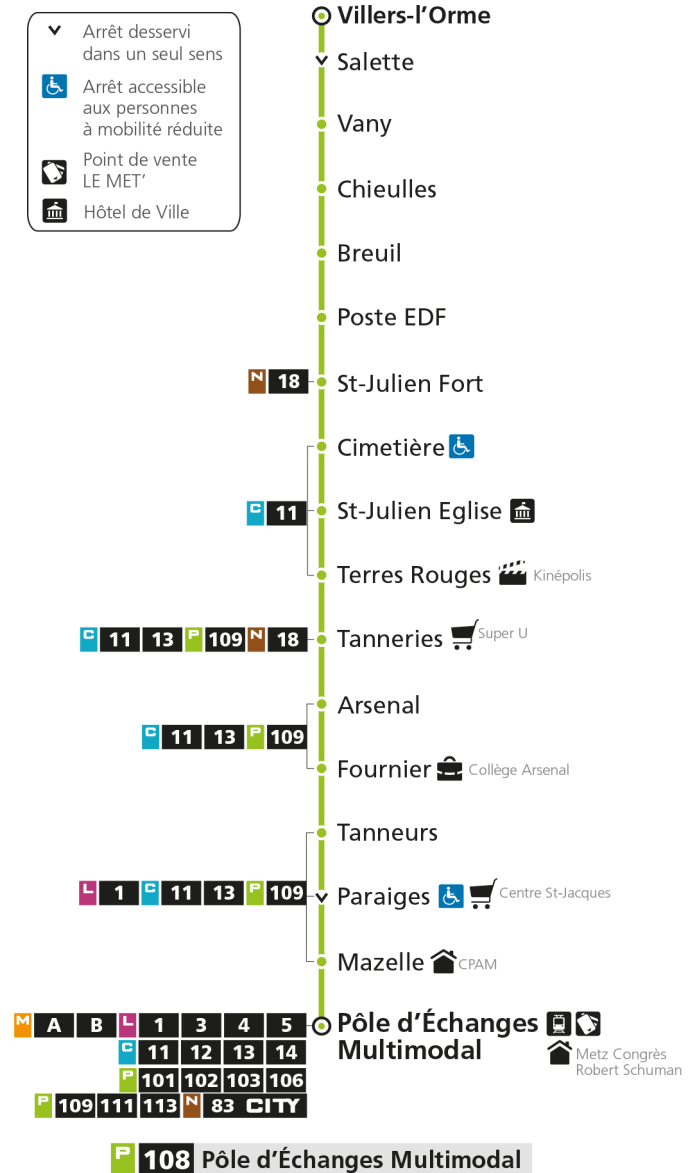 Villers-l’Orme
Arrêt desservi
dans un seul sens
Arrêt accessible
aux personnes
à mobilité réduite
Point de vente
LE MET’
Hôtel de Ville
Salette
Vany
Chieulles
Breuil
Poste EDF
N 18 St-Julien Fort
Cimetière
C 11 St-Julien Eglise
Terres Rouges Kinépolis
C 11 13 P 109 N 18 Tanneries Super U
Arsenal
C 11 13 P 109
Fournier Collège Arsenal
Tanneurs
L 1 C 11 13 P 109 Paraiges Centre St-Jacques
Mazelle CPAM
M A B L 1 3 4 5 Pôle d’Échanges
C 11 12 13 14 Multimodal
Metz Congrès
Robert Schuman
P 101 102 103 106
P 109 111 113 N 83 CITY
P 108 Pôle d’Échanges Multimodal